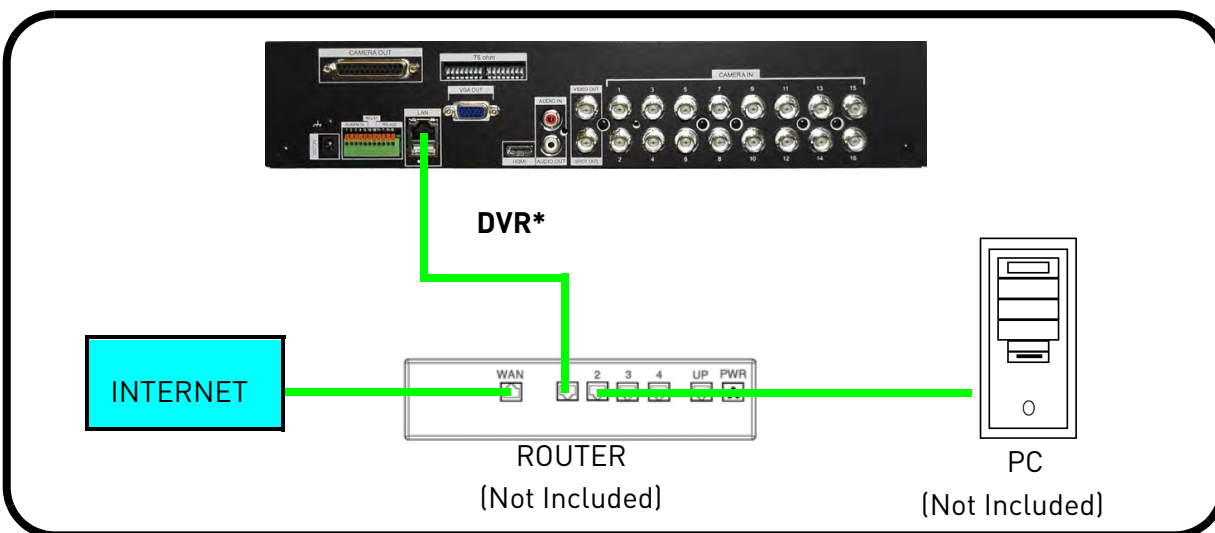 CAMERA OUT
75 ohm
CAMERA IN
VGA OUT
VIDEO OUT
1 3 5 7 9 11 13 15
AUDIO IN
LAN
HDMI
AUDIO OUT
SPOT OUT
2 4 6 8 10 12 14 16
DVR*
INTERNET
WAN 2 3 4 UP PWR
ROUTER
(Not Included)
PC
(Not Included)